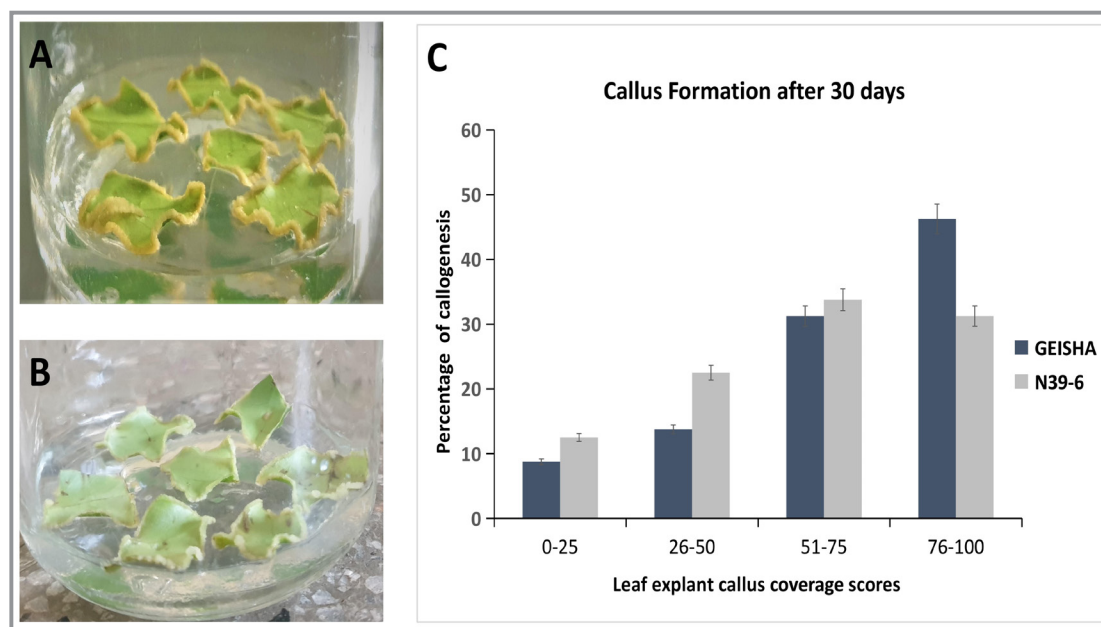 A
B
C
Callus Formation after 30 days
Percentage of callogenesis
60
50
40
30
20
10
0
0-25 26-50 51-75 76-100
Leaf explant callus coverage scores
GEISHA
N39-6